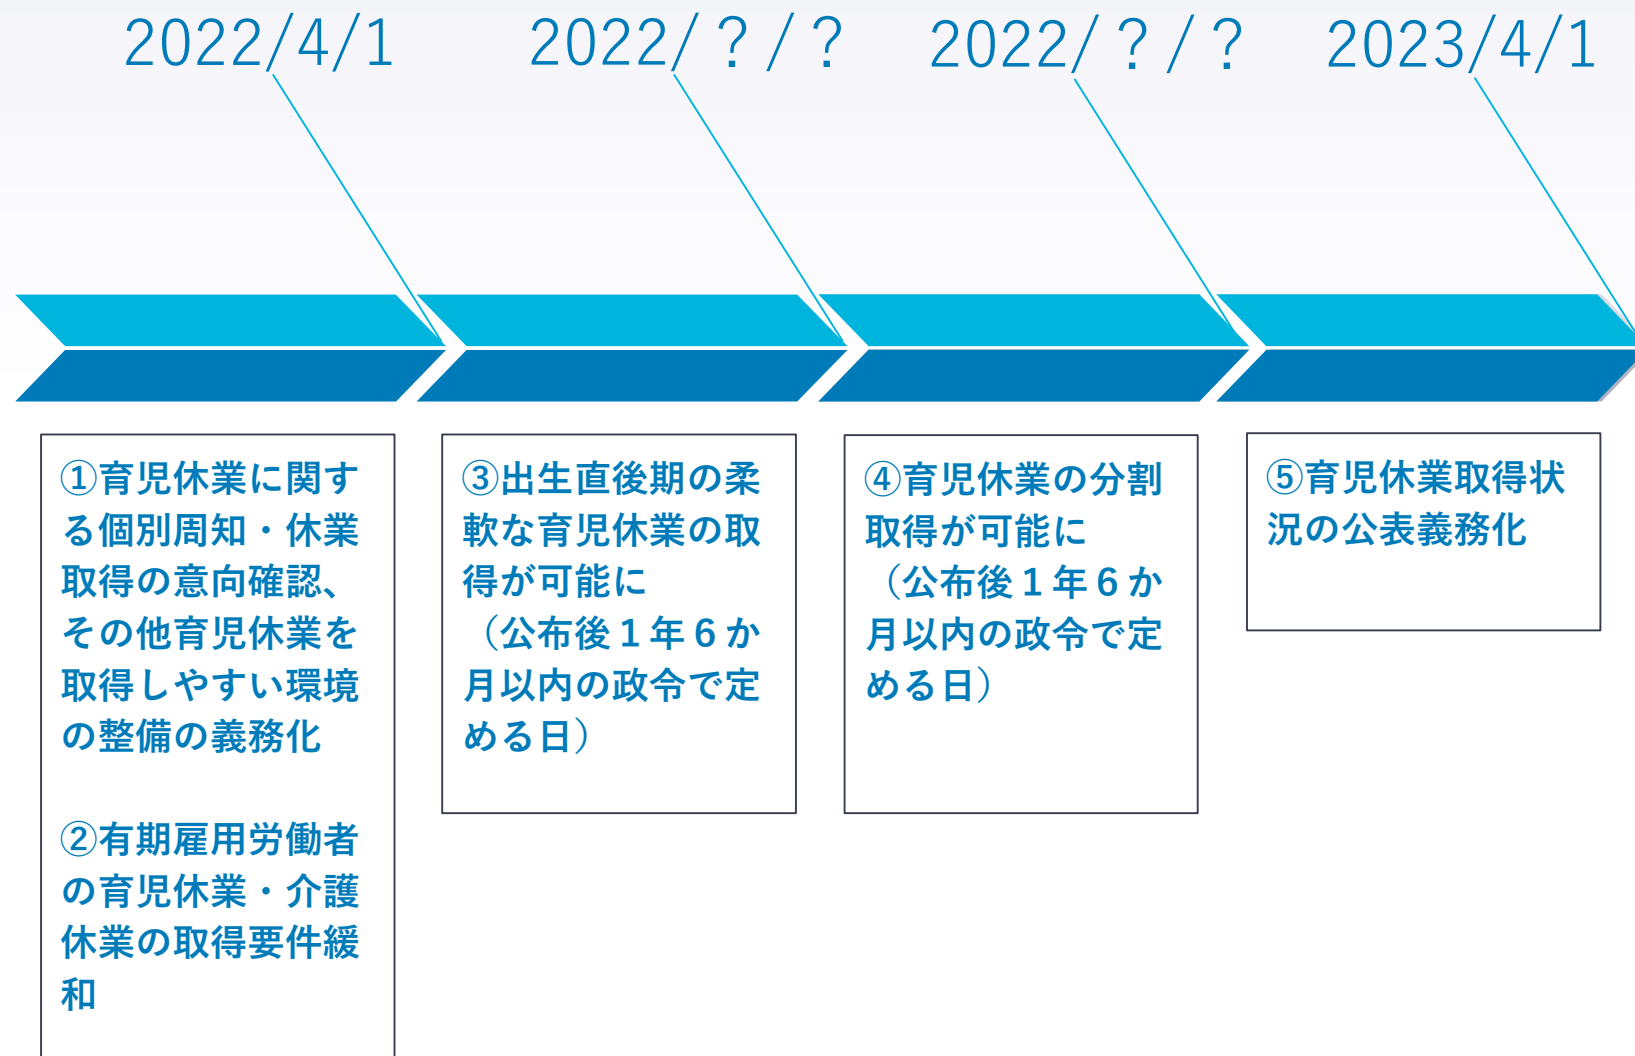 2022/4/1
2022/？/？
2022/？/？
2023/4/1
①育児休業に関す
る個別周知・休業
取得の意向確認、
その他育児休業を
取得しやすい環境
の整備の義務化
②有期雇用労働者
の育児休業・介護
休業の取得要件緩
和
③出生直後期の柔
軟な育児休業の取
得が可能に
（公布後１年６か
月以内の政令で定
める日）
④育児休業の分割
取得が可能に
（公布後１年６か
月以内の政令で定
める日）
⑤育児休業取得状
況の公表義務化